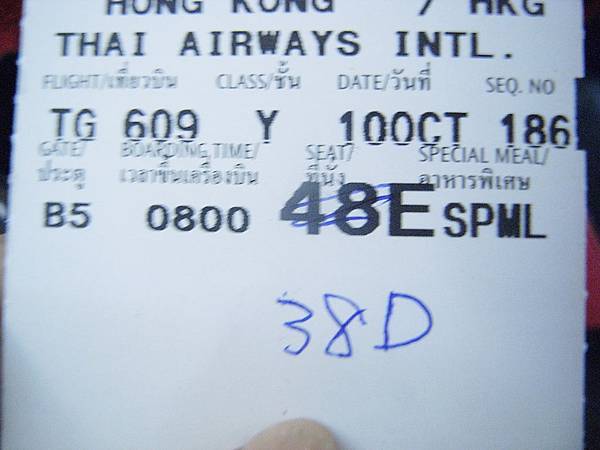 HONG KONG / HKG
THAI AIRWAYS INTL.
FLIGHT/เที่ยวบิน CLASS/ชั้น DATE/วันที่ SEQ. NO
TG 609 Y 10OCT 186
GATE/ BOARDING TIME/ SEAT/ SPECIAL MEAL/
ประตู เวลาขึ้นเครื่องบิน ที่นั่ง อาหารพิเศษ
B5 0800 48E SPML
38D